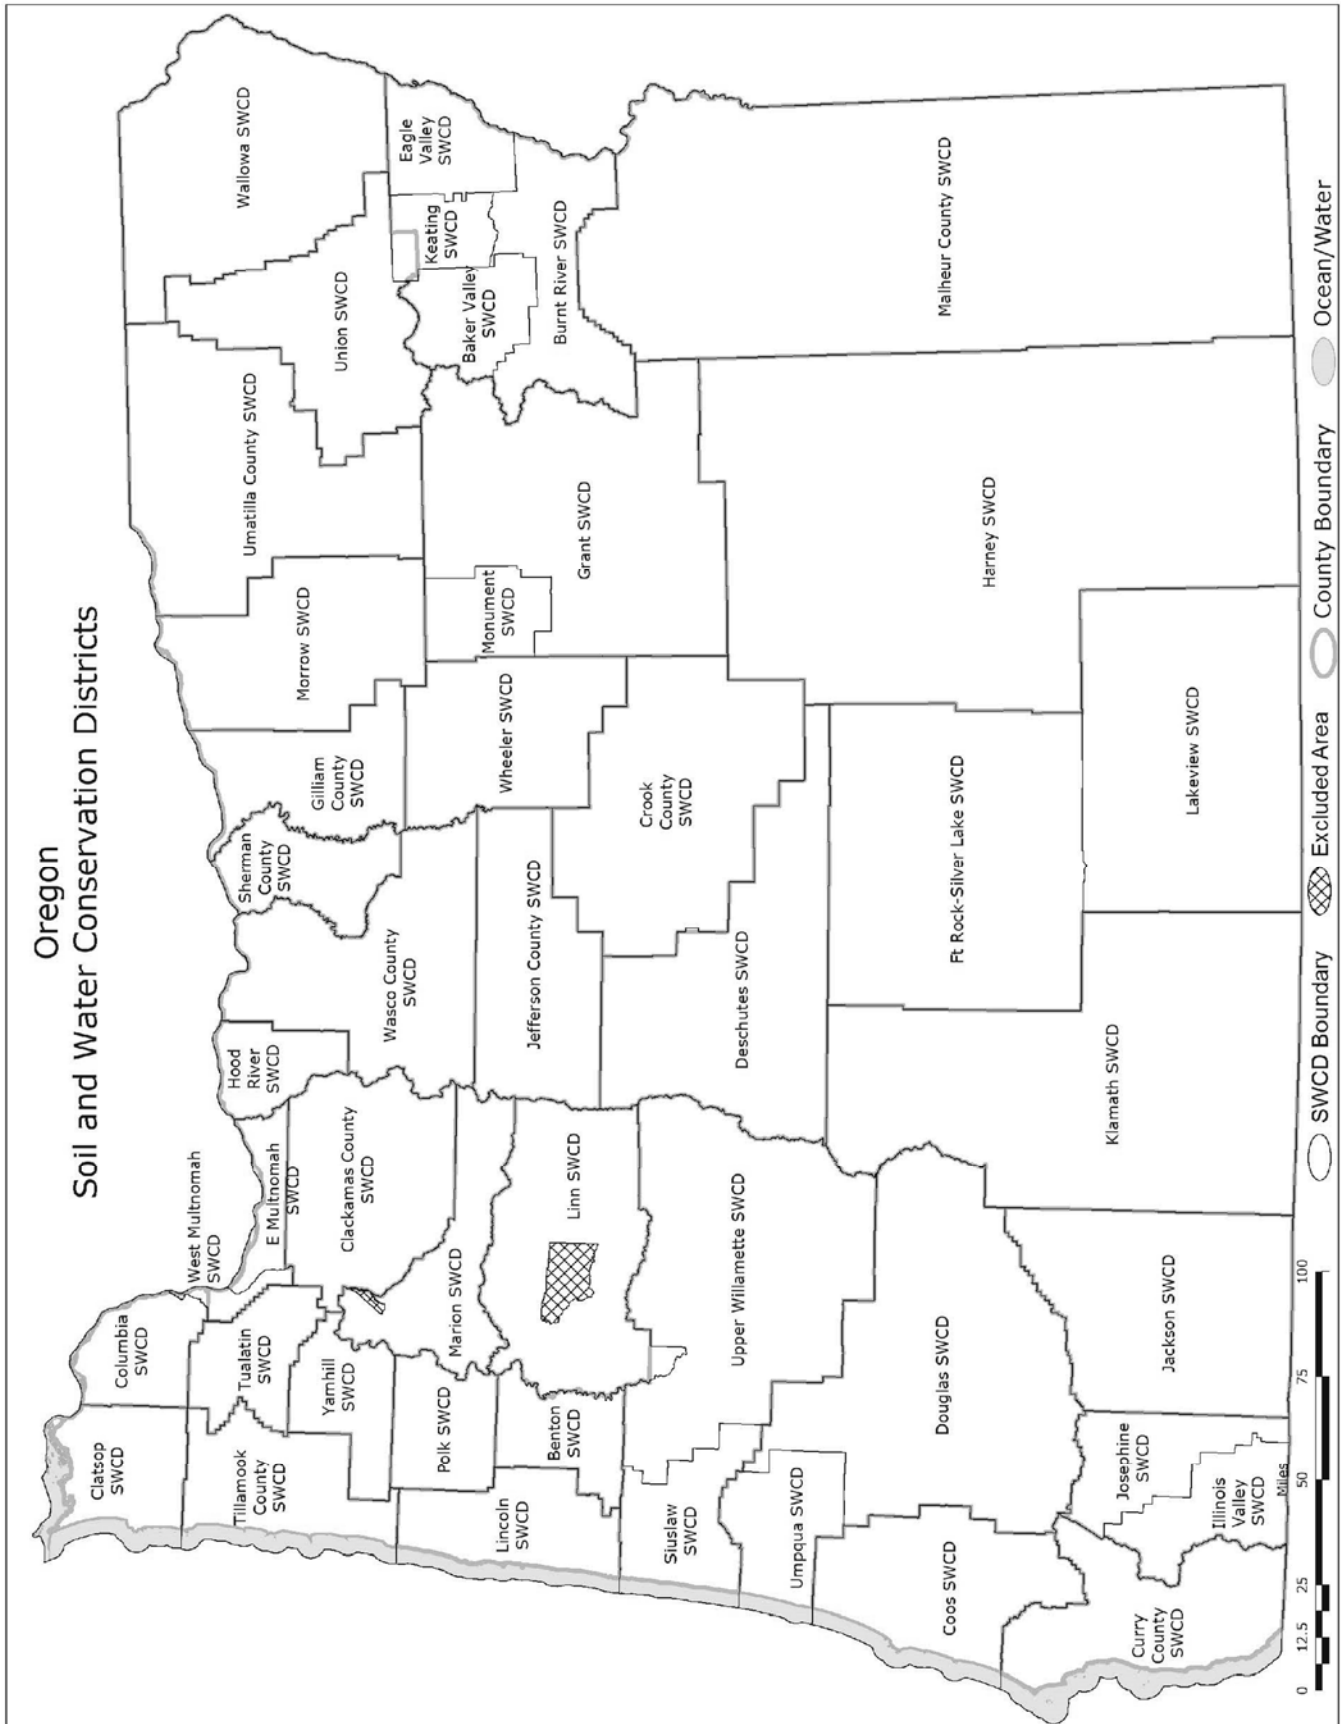 Oregon
Soil and Water Conservation Districts
Clatsop
SWCD
Columbia
SWCD
West Multnomah
SWCD
E Multnomah
SWCD
Hood
River
SWCD
Sherman
County
SWCD
Gilliam
County
SWCD
Morrow SWCD
Umatilla County SWCD
Union SWCD
Wallowa SWCD
Tillamook
County
SWCD
Tualatin
SWCD
Yamhill
SWCD
Clackamas County
SWCD
Wasco County
SWCD
Wheeler SWCD
Monument
SWCD
Grant SWCD
Baker Valley
SWCD
Keating
SWCD
Eagle
Valley
SWCD
Burnt River SWCD
Polk SWCD
Marion SWCD
Lincoln
SWCD
Benton
SWCD
Linn SWCD
Jefferson County SWCD
Crook
County
SWCD
Siuslaw
SWCD
Upper Willamette SWCD
Deschutes SWCD
Umpqua SWCD
Douglas SWCD
Coos SWCD
Klamath SWCD
Ft Rock-Silver Lake SWCD
Harney SWCD
Malheur County SWCD
Curry
County
SWCD
Josephine
SWCD
Illinois
Valley
SWCD
Jackson SWCD
Lakeview SWCD
Miles
0 12.5 25 50 75 100
SWCD Boundary
Excluded Area
County Boundary
Ocean/Water